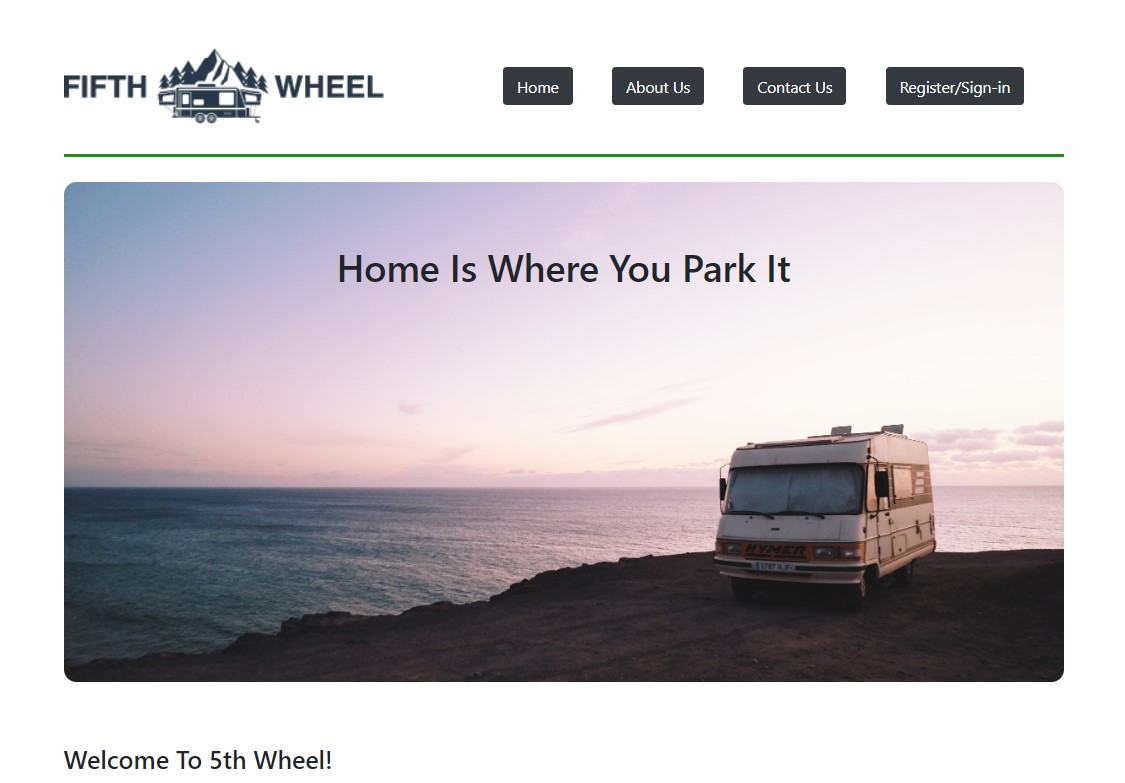 FIFTH WHEEL
Home
About Us
Contact Us
Register/Sign-in
Home Is Where You Park It
HYMER
Welcome To 5th Wheel!